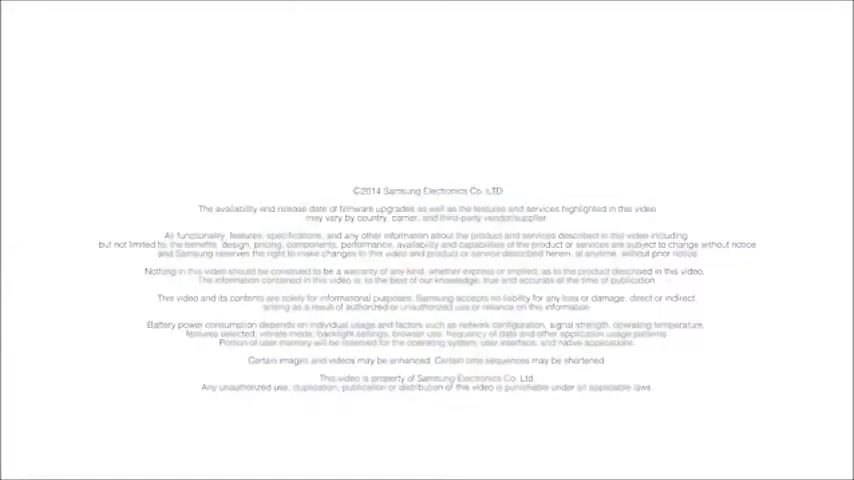 ©2014 Samsung Electronics Co. LTD
The availability and release date of firmware upgrades as well as the features and services highlighted in this video
may vary by country, carrier, and third-party vendor/supplier.
All functionality, features, specifications, and any other information about the product and services described in this video including
but not limited to, the benefits, design, pricing, components, performance, availability and capabilities of the product or services are subject to change without notice
and Samsung reserves the right to make changes to this video and product or service described herein, at anytime, without prior notice.
Nothing in this video should be construed to be a warranty of any kind, whether express or implied, as to the product described in this video.
The information contained in this video is, to the best of our knowledge, true and accurate at the time of publication.
This video and its contents are solely for informational purposes. Samsung accepts no liability for any loss or damage, direct or indirect,
arising as a result of authorized or unauthorized use or reliance on this information.
Battery power consumption depends on individual usage and factors such as network configuration, signal strength, operating temperature,
features selected, vibrate mode, backlight settings, browser use, frequency of data and other application usage patterns.
Portion of user memory will be reserved for the operating system, user interface, and native applications.
Certain images and videos may be enhanced. Certain time sequences may be shortened.
This video is property of Samsung Electronics Co. Ltd.
Any unauthorized use, duplication, publication or distribution of this video is punishable under all applicable laws.